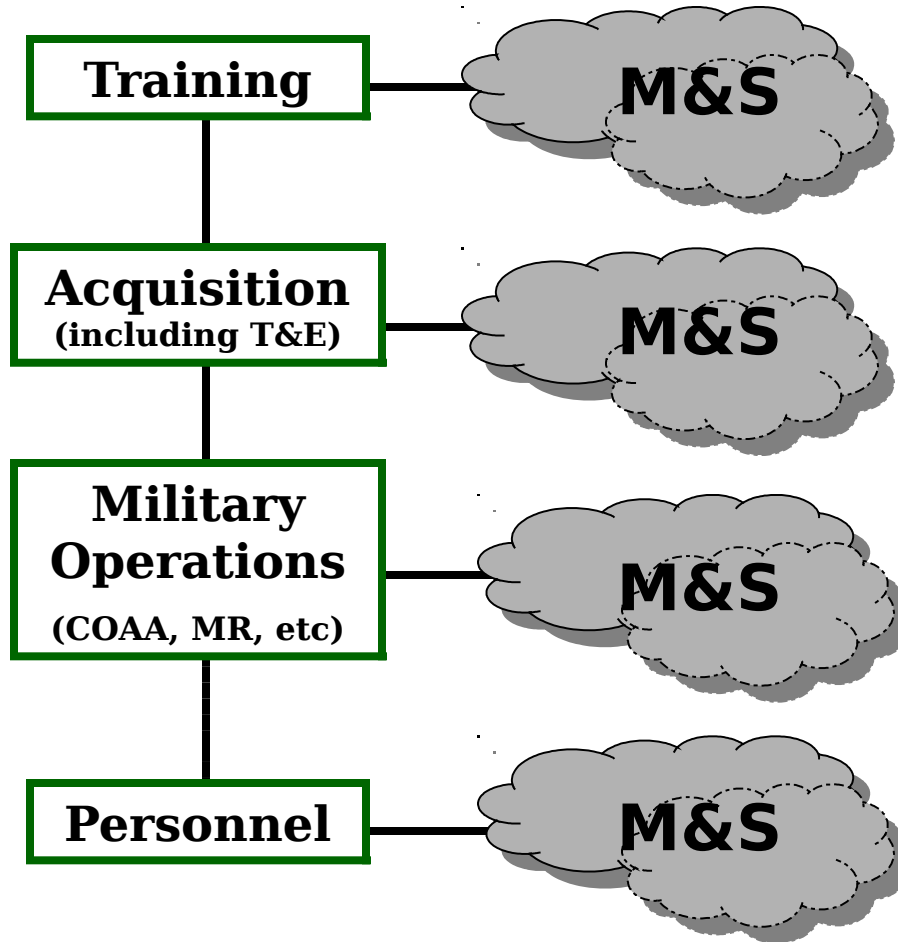 Training
M&S
Acquisition
(including T&E)
M&S
Military
Operations
(COAA, MR, etc)
M&S
Personnel
M&S